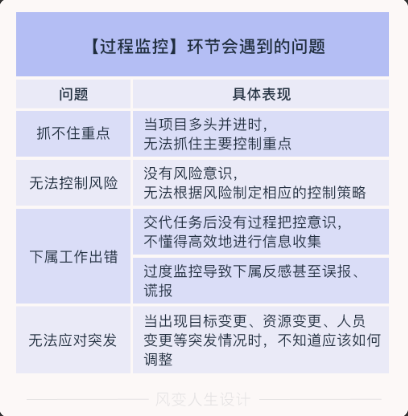 【过程监控】环节会遇到的问题
问题
具体表现
抓不住重点
当项目多头并进时，
无法抓住主要控制重点
无法控制风险
没有风险意识，
无法根据风险制定相应的控制策略
下属工作出错
交代任务后没有过程把控意识，
不懂得高效地进行信息收集
过度监控导致下属反感甚至误报、
谎报
无法应对突发
当出现目标变更、资源变更、人员
变更等突发情况时，不知道应该如何
调整
风变人生设计